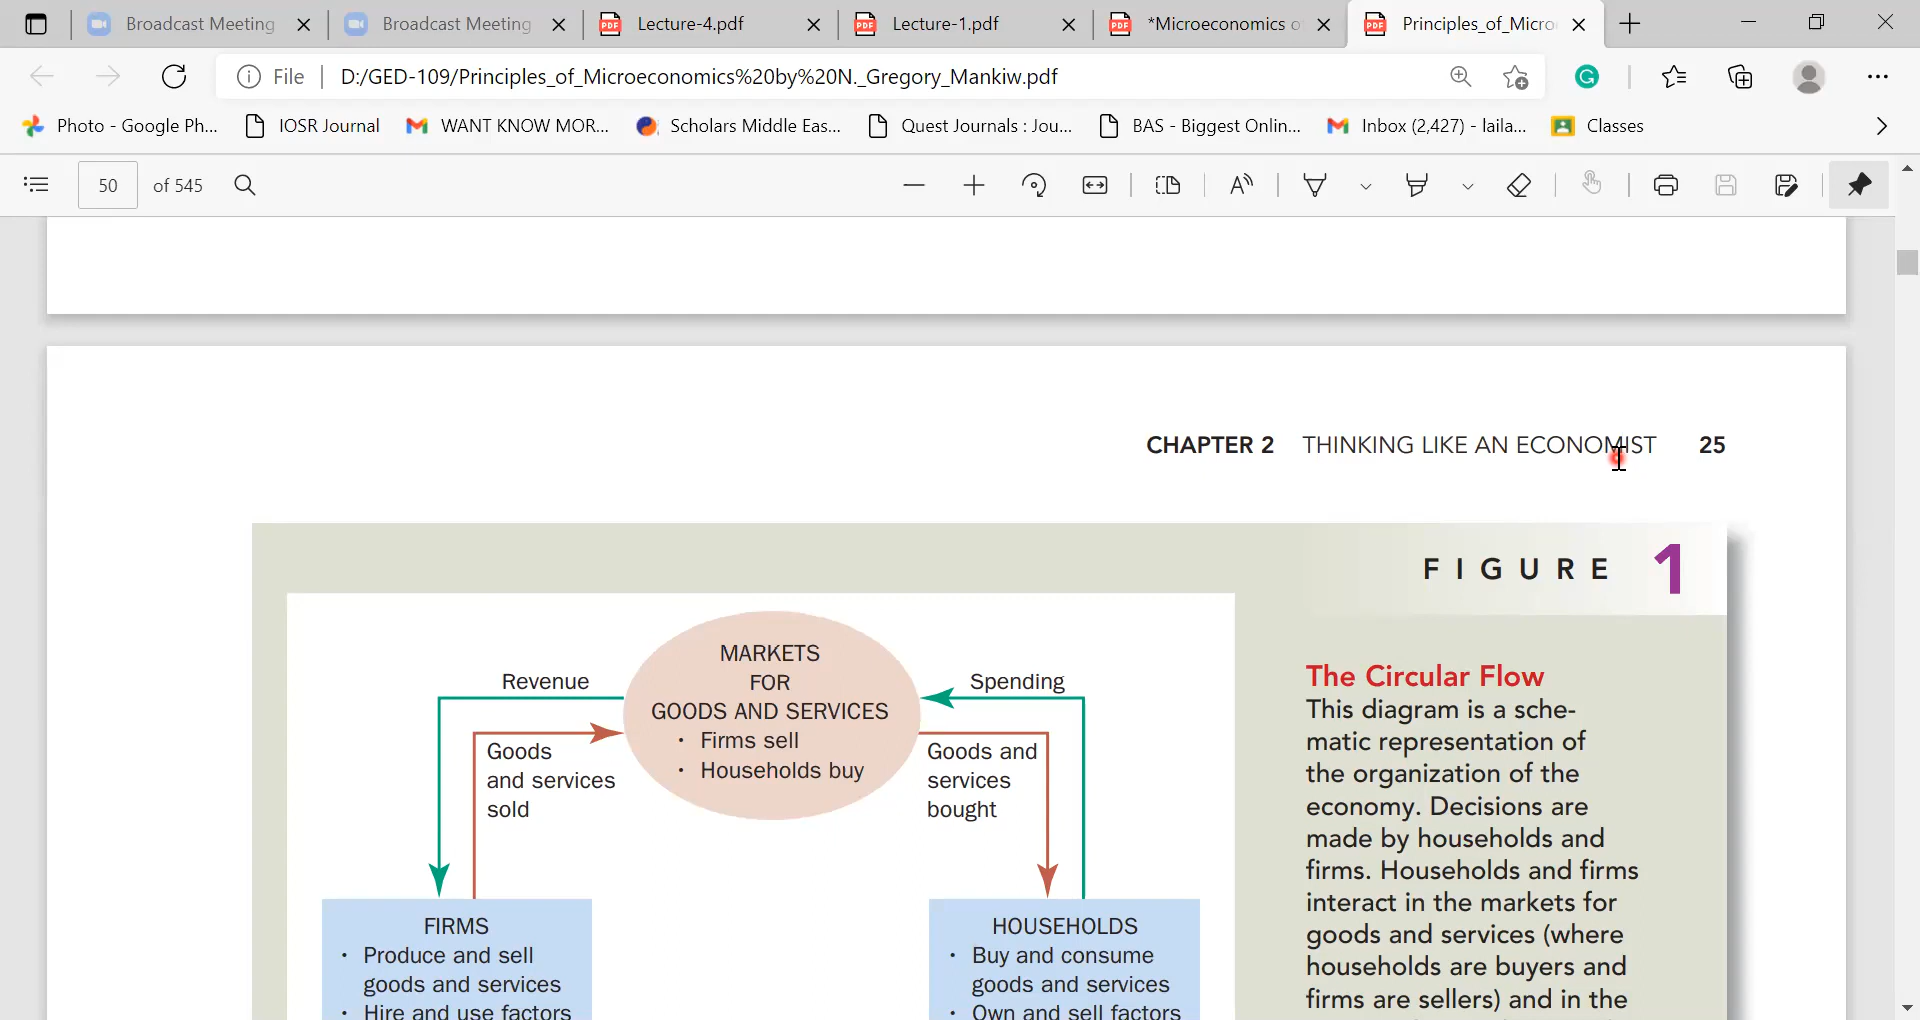 Broadcast Meeting
Broadcast Meeting
Lecture-4.pdf
Lecture-1.pdf
*Microeconomics o
Principles_of_Micro
File
D:/GED-109/Principles_of_Microeconomics%20by%20N._Gregory_Mankiw.pdf
Photo - Google Ph...
IOSR Journal
WANT KNOW MOR...
Scholars Middle Eas...
Quest Journals : Jou...
BAS - Biggest Onlin...
Inbox (2,427) - laila...
Classes
50 of 545
CHAPTER 2 THINKING LIKE AN ECONOMIST 25
FIGURE 1
MARKETS
FOR
GOODS AND SERVICES
• Firms sell
• Households buy
Revenue
Spending
Goods
and services
sold
Goods and
services
bought
FIRMS
• Produce and sell
goods and services
• Hire and use factors
HOUSEHOLDS
• Buy and consume
goods and services
• Own and sell factors
The Circular Flow
This diagram is a sche-
matic representation of
the organization of the
economy. Decisions are
made by households and
firms. Households and firms
interact in the markets for
goods and services (where
households are buyers and
firms are sellers) and in the